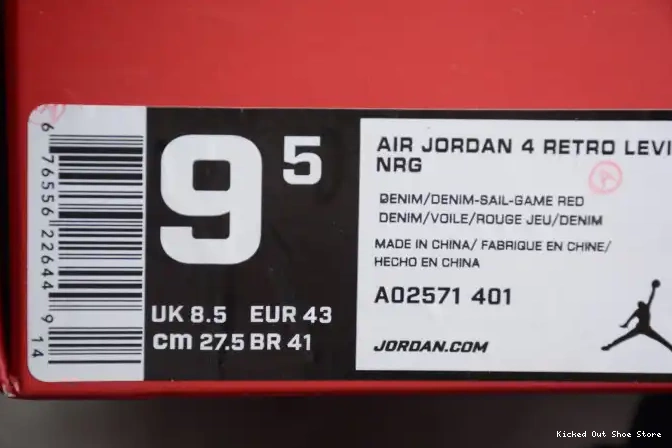 6 76556 22644 9 14
9 5
UK 8.5 EUR 43
cm 27.5 BR 41
AIR JORDAN 4 RETRO LEVI
NRG
DENIM/DENIM-SAIL-GAME RED
DENIM/VOILE/ROUGE JEU/DENIM
MADE IN CHINA/ FABRIQUE EN CHINE/
HECHO EN CHINA
AO2571 401
JORDAN.COM
Kicked Out Shoe Store